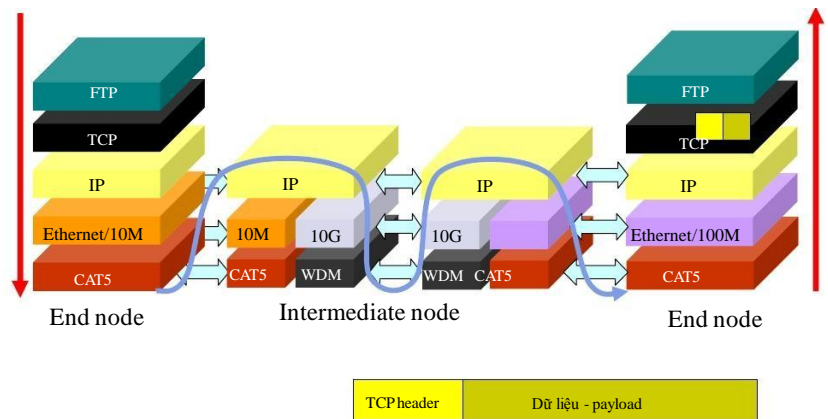 FTP
TCP
IP
Ethernet/10M
CAT5
End node
IP
10M
10G
CAT5
WDM
Intermediate node
IP
10G
WDM
CAT5
FTP
TCP
IP
Ethernet/100M
CAT5
End node
TCP header
Dữ liệu - payload